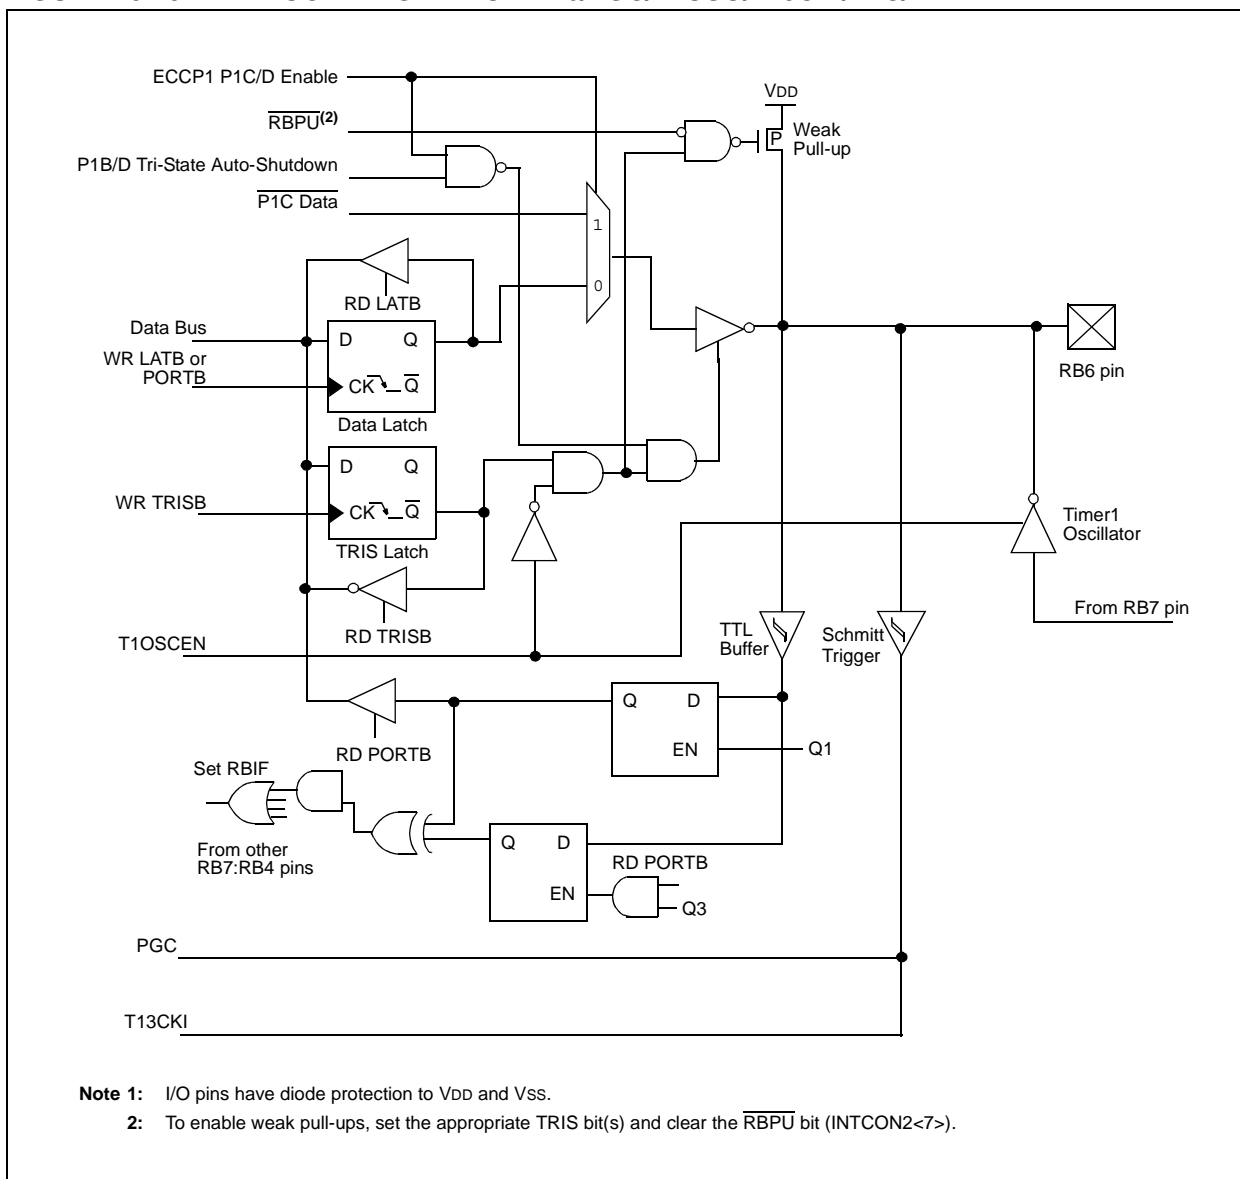 ECCP1 P1C/D Enable
VDD
RBPU(2)
Weak
Pull-up
P
P1B/D Tri-State Auto-Shutdown
P1C Data
1
0
RD LATB
Data Bus
D Q
WR LATB or
PORTB
CK Q
Data Latch
RB6 pin
D Q
WR TRISB
CK Q
TRIS Latch
Timer1
Oscillator
RD TRISB
From RB7 pin
T1OSCEN
TTL
Buffer
Schmitt
Trigger
Q D
EN
Q1
RD PORTB
Set RBIF
From other
RB7:RB4 pins
Q D
EN
RD PORTB
Q3
PGC
T13CKI
Note 1: I/O pins have diode protection to VDD and VSS.
2: To enable weak pull-ups, set the appropriate TRIS bit(s) and clear the RBPU bit (INTCON2<7>).